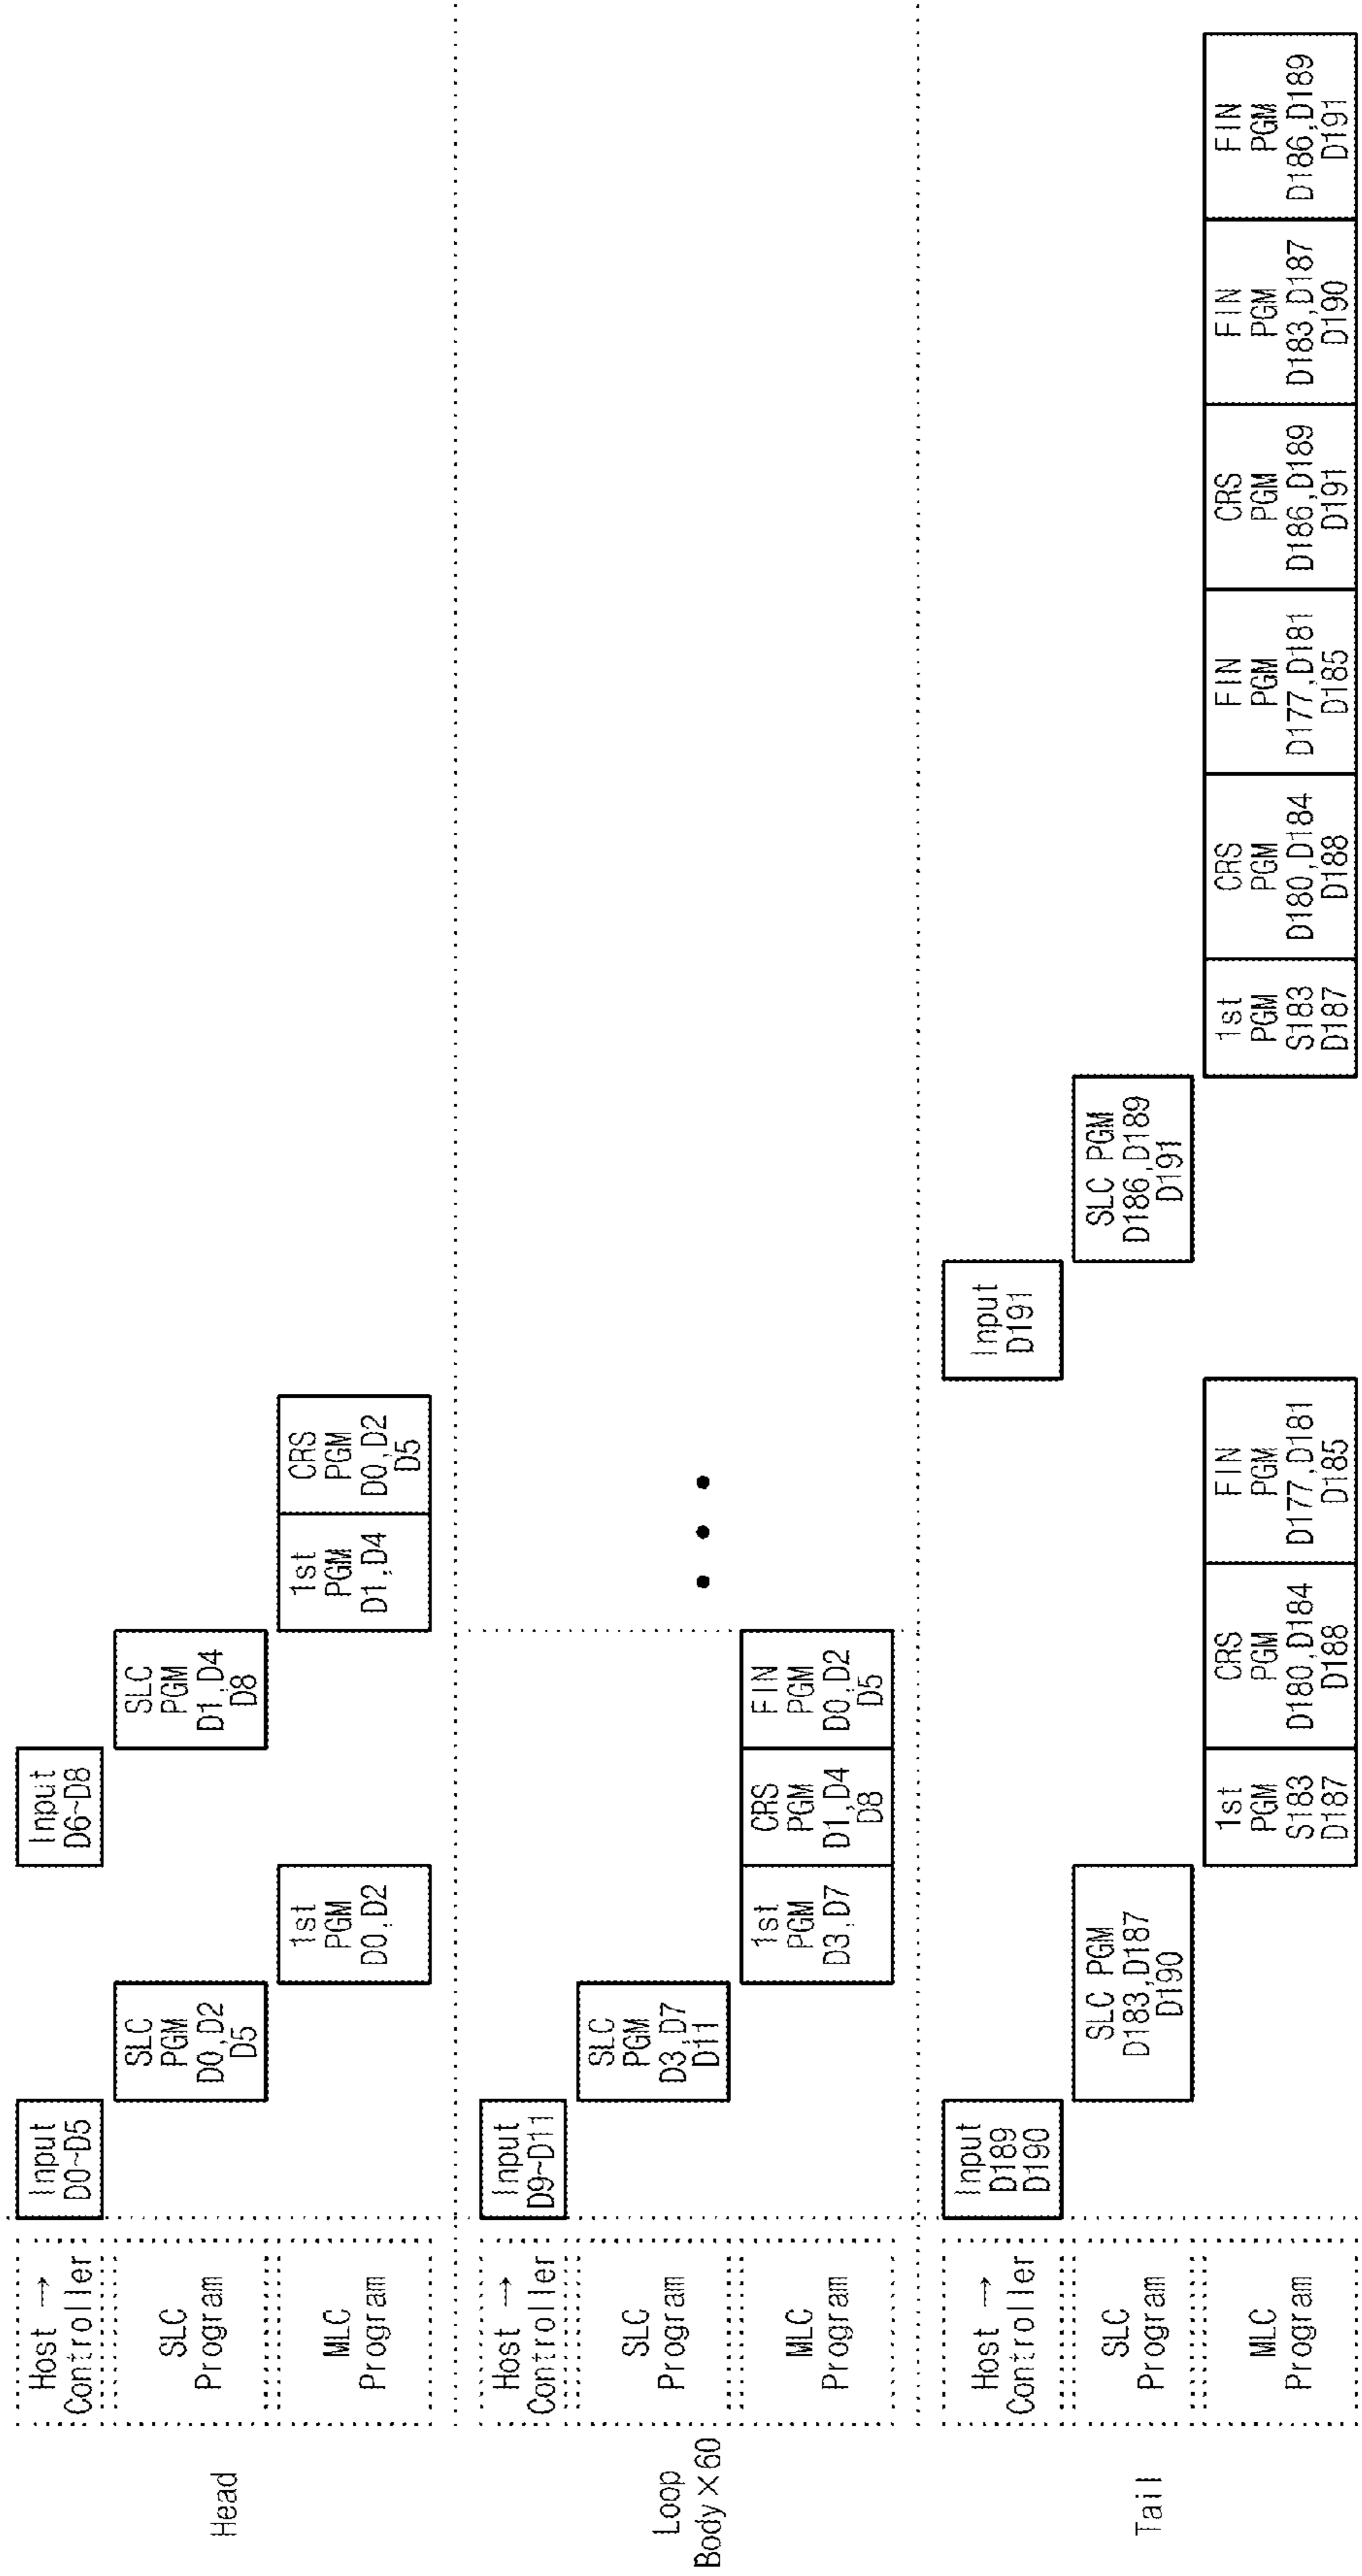 Head
Host →
Controller
Input
D0~D5
Input
D6~D8
SLC
Program
SLC
PGM
D0,D2
D5
SLC
PGM
D1,D4
D8
MLC
Program
1st
PGM
D0,D2
1st
PGM
D1,D4
CRS
PGM
D0,D2
D5
Loop
Body×60
Host →
Controller
Input
D9~D11
SLC
Program
SLC
PGM
D3,D7
D11
MLC
Program
1st
PGM
D3,D7
CRS
PGM
D1,D4
D8
FIN
PGM
D0,D2
D5
Tail
Host →
Controller
Input
D189
D190
Input
D191
SLC
Program
SLC PGM
D183,D187
D190
SLC PGM
D186,D189
D191
MLC
Program
1st
PGM
S183
D187
CRS
PGM
D180,D184
D188
FIN
PGM
D177,D181
D185
1st
PGM
S183
D187
CRS
PGM
D180,D184
D188
FIN
PGM
D177,D181
D185
CRS
PGM
D186,D189
D191
FIN
PGM
D183,D187
D190
FIN
PGM
D186,D189
D191